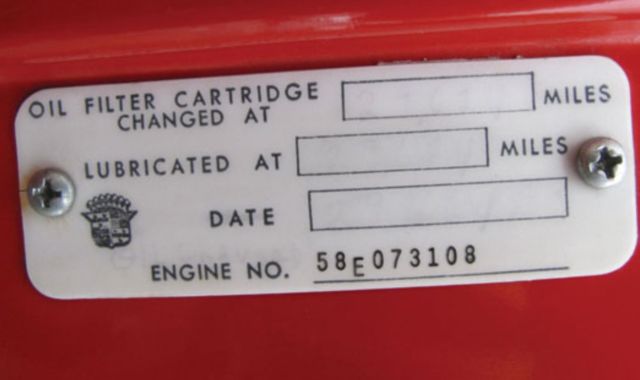 OIL FILTER CARTRIDGE MILES
CHANGED AT
LUBRICATED AT MILES
DATE
ENGINE NO. 58E073108